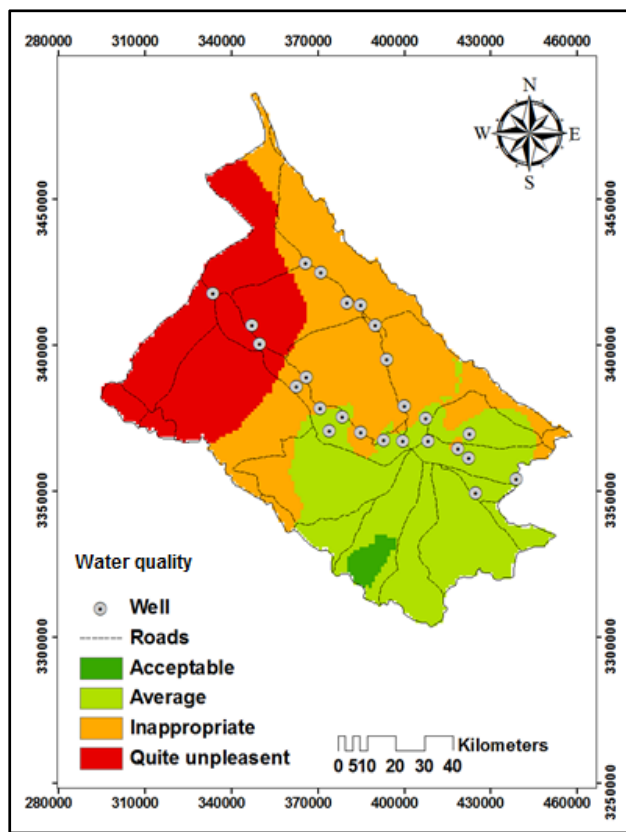 280000 310000 340000 370000 400000 430000 460000
N
W E
S
3450000 3450000
3400000 3400000
3350000 3350000
3300000 3300000
3250000 3250000
Water quality
Well
Roads
Acceptable
Average
Inappropriate
Quite unpleasent
Kilometers
0 5 10 20 30 40
280000 310000 340000 370000 400000 430000 460000